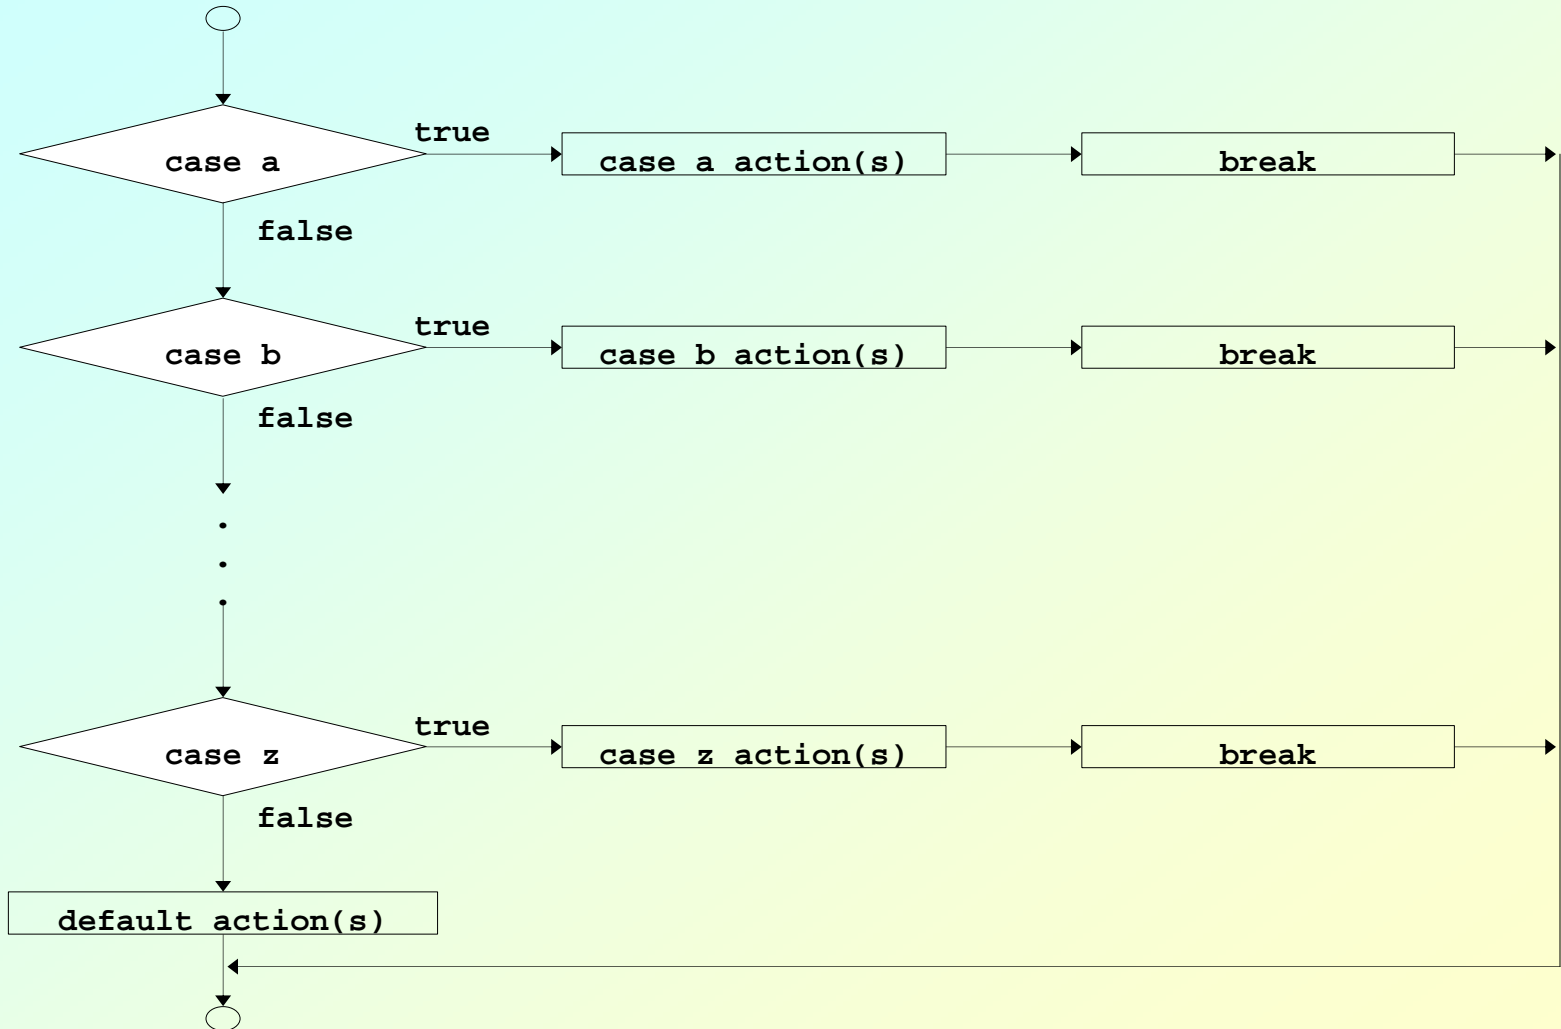 true
case a
case a action(s)
break
false
true
case b
case b action(s)
break
false
.
.
.
true
case z
case z action(s)
break
false
default action(s)